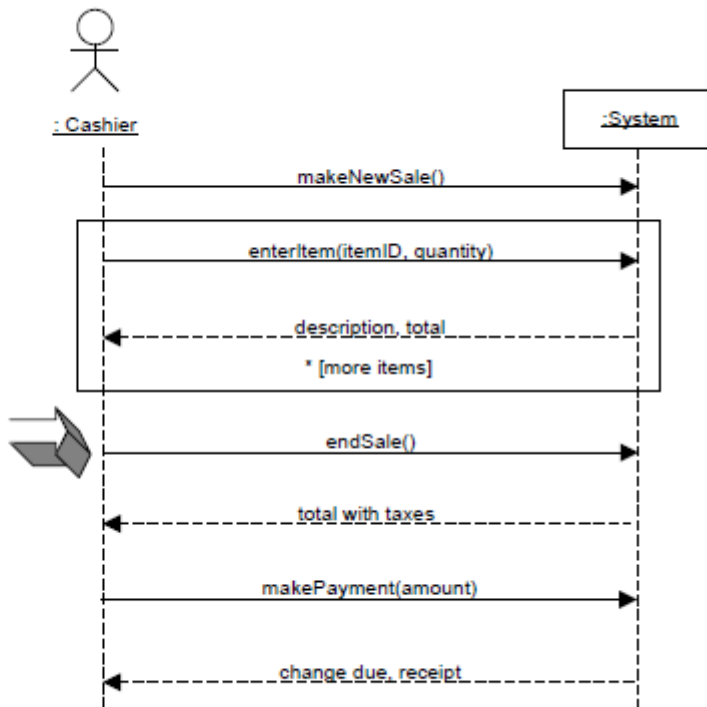 : Cashier
:System
makeNewSale()
enterItem(itemID, quantity)
description, total
* [more items]
endSale()
total with taxes
makePayment(amount)
change due, receipt